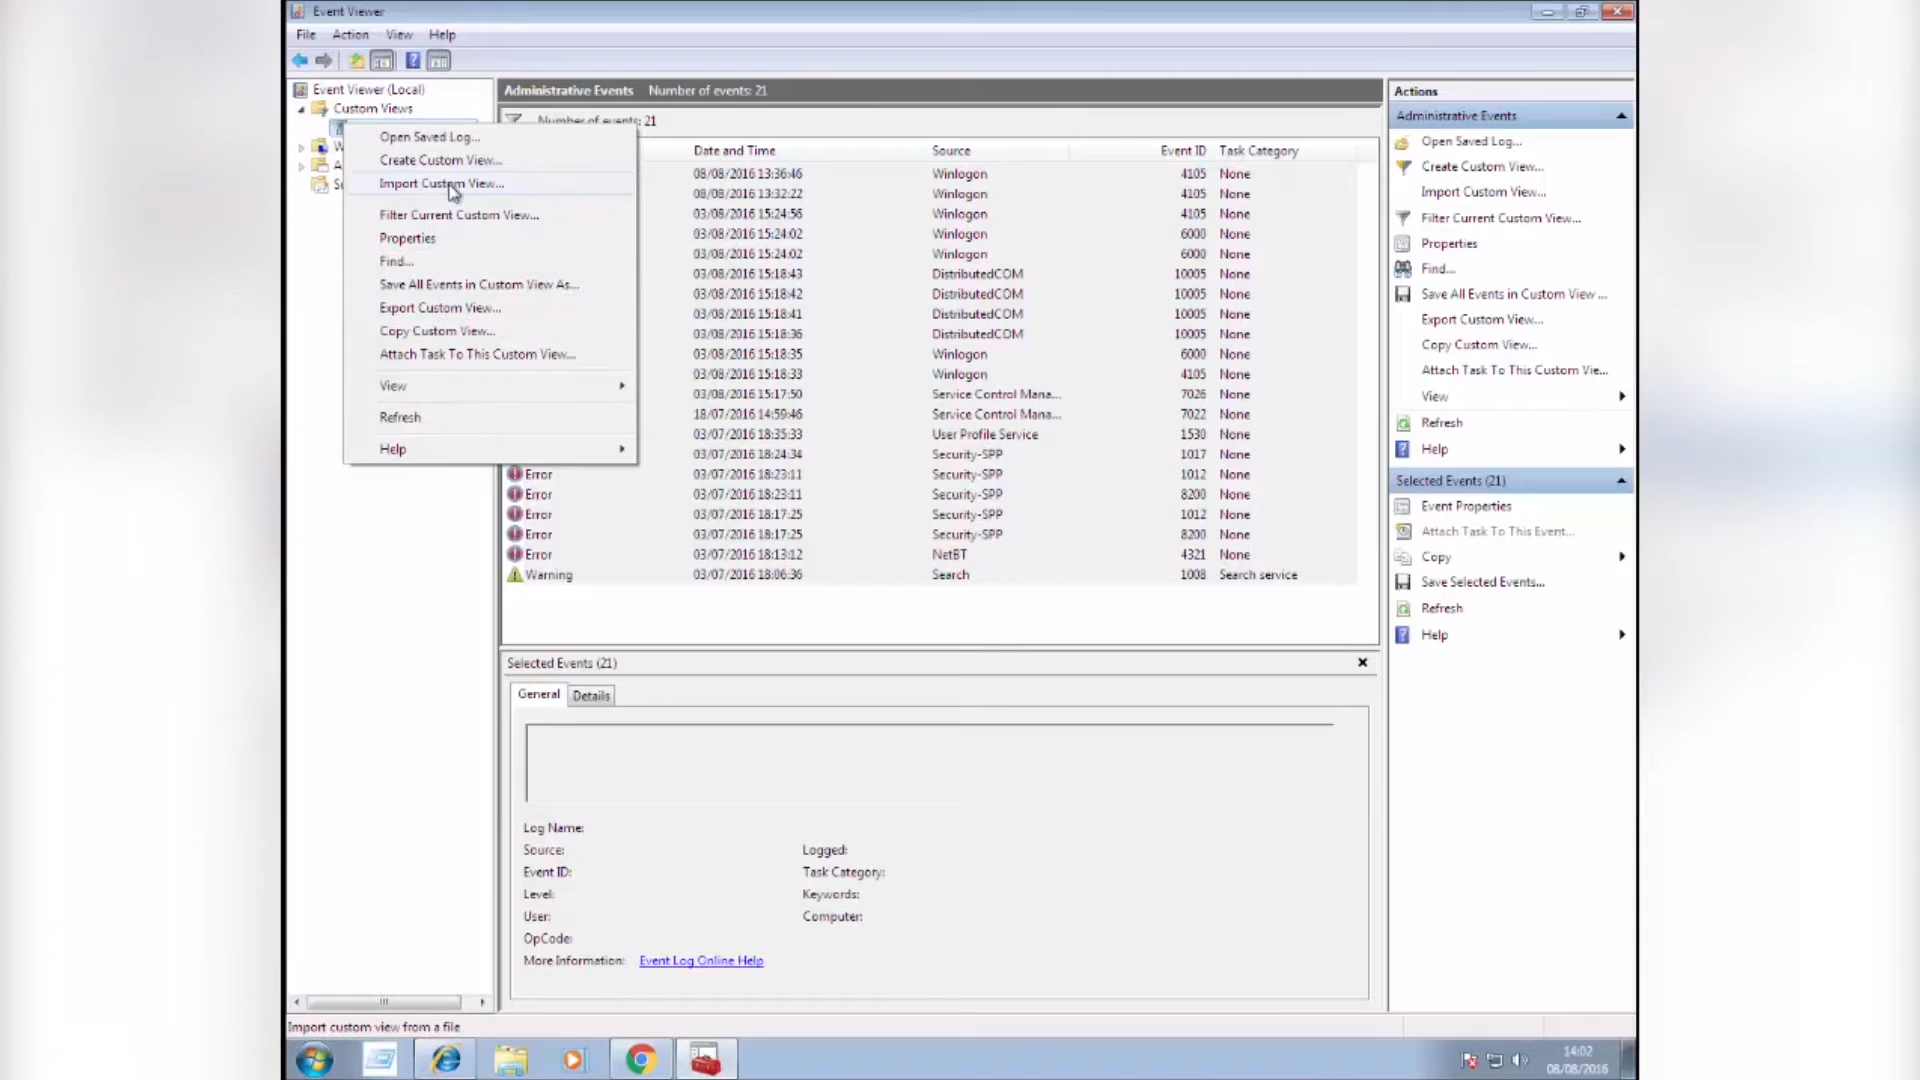 Event Viewer
File Action View Help
Event Viewer (Local)
Custom Views
Open Saved Log...
Create Custom View...
Import Custom View...
Filter Current Custom View...
Properties
Find...
Save All Events in Custom View As...
Export Custom View...
Copy Custom View...
Attach Task To This Custom View...
View
Refresh
Help
Administrative Events Number of events: 21
Number of events: 21
Date and Time Source Event ID Task Category
08/08/2016 13:36:46 Winlogon 4105 None
08/08/2016 13:32:22 Winlogon 4105 None
03/08/2016 15:24:56 Winlogon 4105 None
03/08/2016 15:24:02 Winlogon 6000 None
03/08/2016 15:24:02 Winlogon 6000 None
03/08/2016 15:18:43 DistributedCOM 10005 None
03/08/2016 15:18:42 DistributedCOM 10005 None
03/08/2016 15:18:41 DistributedCOM 10005 None
03/08/2016 15:18:36 DistributedCOM 10005 None
03/08/2016 15:18:35 Winlogon 6000 None
03/08/2016 15:18:33 Winlogon 4105 None
03/08/2016 15:17:50 Service Control Mana... 7026 None
18/07/2016 14:59:46 Service Control Mana... 7022 None
03/07/2016 18:35:33 User Profile Service 1530 None
03/07/2016 18:24:34 Security-SPP 1017 None
Error 03/07/2016 18:23:11 Security-SPP 1012 None
Error 03/07/2016 18:23:11 Security-SPP 8200 None
Error 03/07/2016 18:17:25 Security-SPP 1012 None
Error 03/07/2016 18:17:25 Security-SPP 8200 None
Error 03/07/2016 18:13:12 NetBT 4321 None
Warning 03/07/2016 18:06:36 Search 1008 Search service
Selected Events (21)
General Details
Log Name:
Source: Logged:
Event ID: Task Category:
Level: Keywords:
User: Computer:
OpCode:
More Information: Event Log Online Help
Actions
Administrative Events
Open Saved Log...
Create Custom View...
Import Custom View...
Filter Current Custom View...
Properties
Find...
Save All Events in Custom View ...
Export Custom View...
Copy Custom View...
Attach Task To This Custom Vie...
View
Refresh
Help
Selected Events (21)
Event Properties
Attach Task To This Event...
Copy
Save Selected Events...
Refresh
Help
Import custom view from a file
14:02
08/08/2016